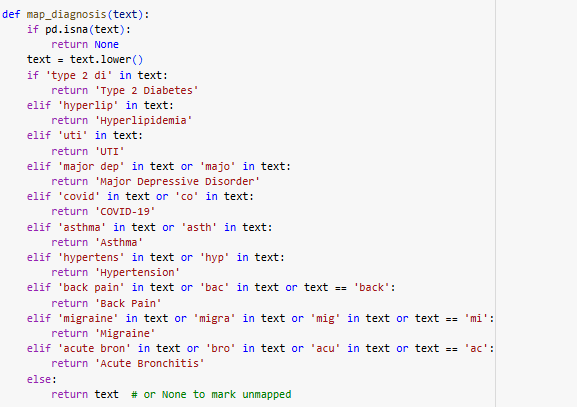 def map_diagnosis(text):
    if pd.isna(text):
        return None
    text = text.lower()
    if 'type 2 di' in text:
        return 'Type 2 Diabetes'
    elif 'hyperlip' in text:
        return 'Hyperlipidemia'
    elif 'uti' in text:
        return 'UTI'
    elif 'major dep' in text or 'majo' in text:
        return 'Major Depressive Disorder'
    elif 'covid' in text or 'co' in text:
        return 'COVID-19'
    elif 'asthma' in text or 'asth' in text:
        return 'Asthma'
    elif 'hypertens' in text or 'hyp' in text:
        return 'Hypertension'
    elif 'back pain' in text or 'bac' in text or text == 'back':
        return 'Back Pain'
    elif 'migraine' in text or 'migra' in text or 'mig' in text or text == 'mi':
        return 'Migraine'
    elif 'acute bron' in text or 'bro' in text or 'acu' in text or text == 'ac':
        return 'Acute Bronchitis'
    else:
        return text  # or None to mark unmapped